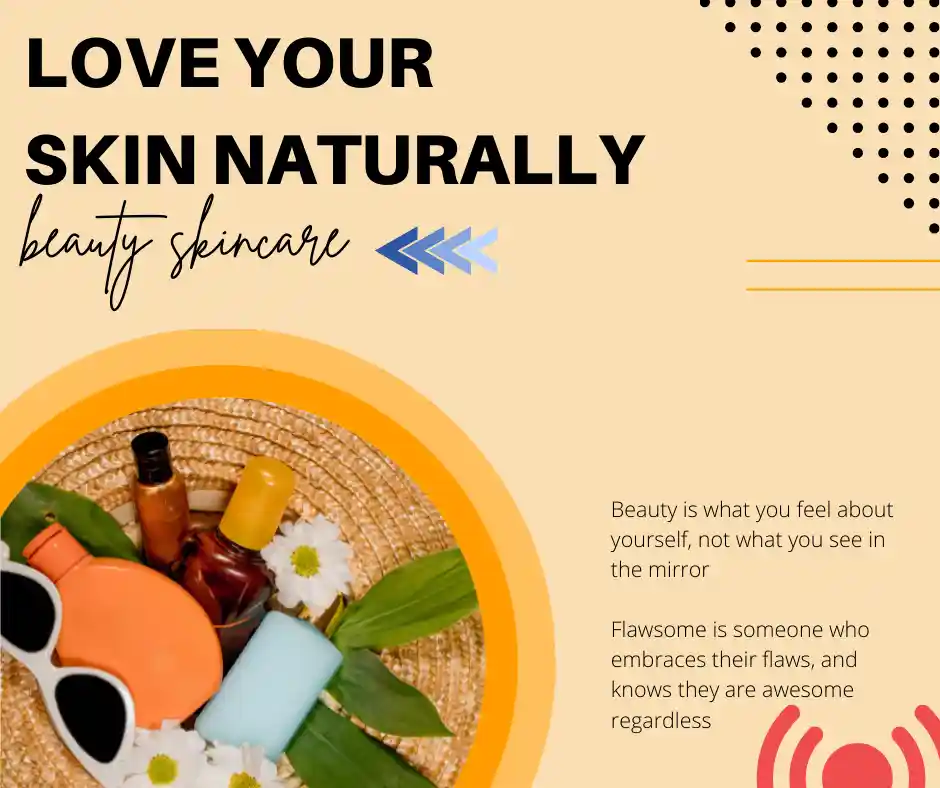 LOVE YOUR
SKIN NATURALLY
beauty skincare
Beauty is what you feel about
yourself, not what you see in
the mirror
Flawsome is someone who
embraces their flaws, and
knows they are awesome
regardless